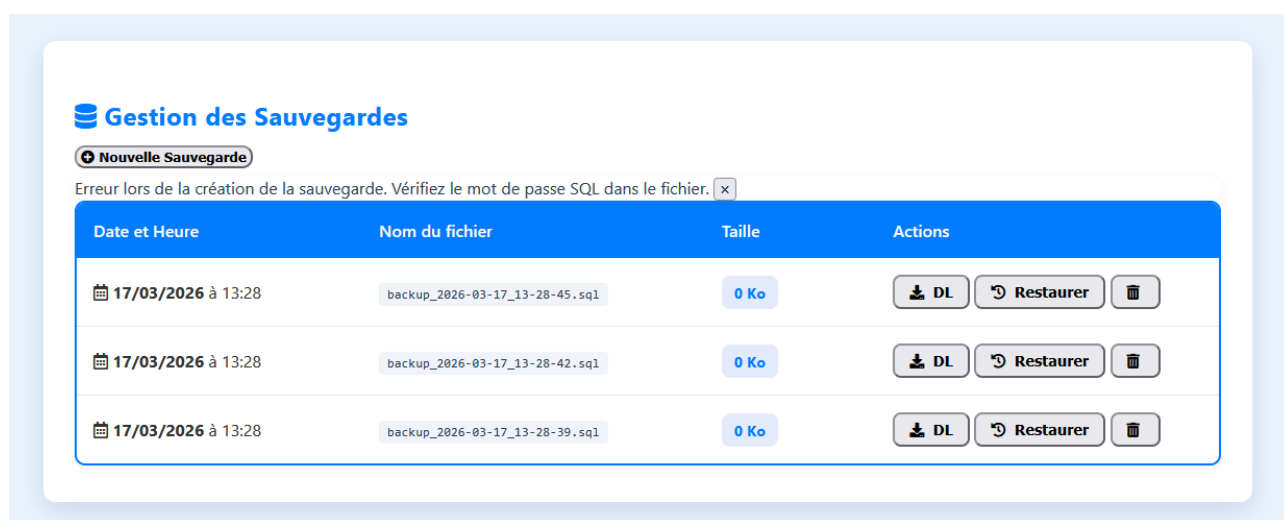 Gestion des Sauvegardes
Nouvelle Sauvegarde
Erreur lors de la création de la sauvegarde. Vérifiez le mot de passe SQL dans le fichier. ×
Date et Heure Nom du fichier Taille Actions
17/03/2026 à 13:28 backup_2026-03-17_13-28-45.sql 0 Ko DL Restaurer
17/03/2026 à 13:28 backup_2026-03-17_13-28-42.sql 0 Ko DL Restaurer
17/03/2026 à 13:28 backup_2026-03-17_13-28-39.sql 0 Ko DL Restaurer